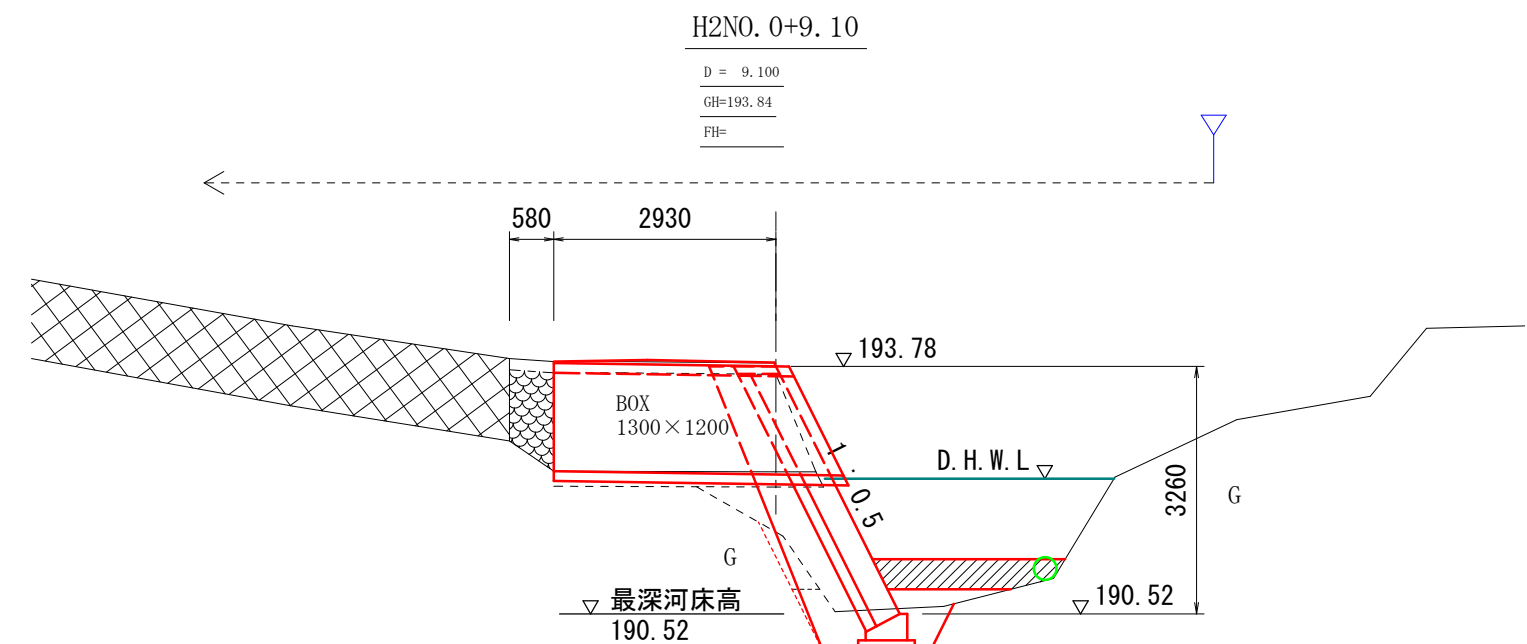 H2NO.0+9.10
D = 9.100
GH=193.84
FH=
580
2930
193.78
BOX
1300×1200
D.H.W.L
1:0.5
3260
G
G
最深河床高
190.52
190.52